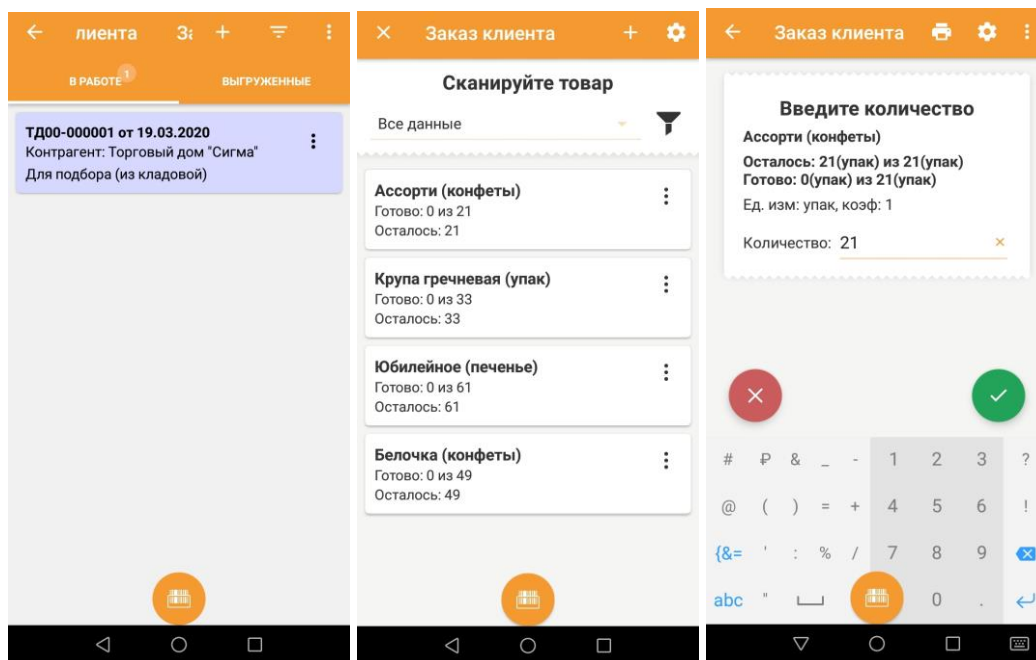 лиента За
В РАБОТЕ 1 ВЫГРУЖЕННЫЕ
ТД00-000001 от 19.03.2020
Контрагент: Торговый дом "Сигма"
Для подбора (из кладовой)
Заказ клиента
Сканируйте товар
Все данные
Ассорти (конфеты)
Готово: 0 из 21
Осталось: 21
Крупа гречневая (упак)
Готово: 0 из 33
Осталось: 33
Юбилейное (печенье)
Готово: 0 из 61
Осталось: 61
Белочка (конфеты)
Готово: 0 из 49
Осталось: 49
Заказ клиента
Введите количество
Ассорти (конфеты)
Осталось: 21(упак) из 21(упак)
Готово: 0(упак) из 21(упак)
Ед. изм: упак, коэф: 1
Количество: 21
# ₽ & _ - 1 2 3 ?
@ ( ) = + 4 5 6 !
{&= ' : % / 7 8 9
abc " 0 .